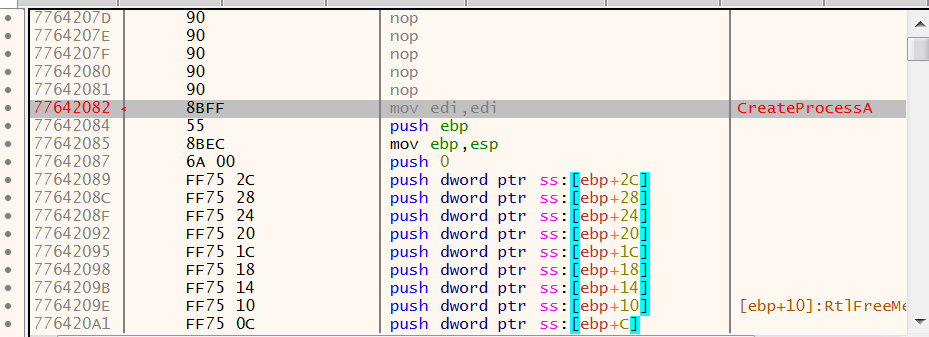 7764207D 90 nop
7764207E 90 nop
7764207F 90 nop
77642080 90 nop
77642081 90 nop
77642082 < 8BFF mov edi,edi CreateProcessA
77642084 55 push ebp
77642085 8BEC mov ebp,esp
77642087 6A 00 push 0
77642089 FF75 2C push dword ptr ss:[ebp+2C]
7764208C FF75 28 push dword ptr ss:[ebp+28]
7764208F FF75 24 push dword ptr ss:[ebp+24]
77642092 FF75 20 push dword ptr ss:[ebp+20]
77642095 FF75 1C push dword ptr ss:[ebp+1C]
77642098 FF75 18 push dword ptr ss:[ebp+18]
7764209B FF75 14 push dword ptr ss:[ebp+14]
7764209E FF75 10 push dword ptr ss:[ebp+10] [ebp+10]:RtlFreeMe
776420A1 FF75 0C push dword ptr ss:[ebp+C]